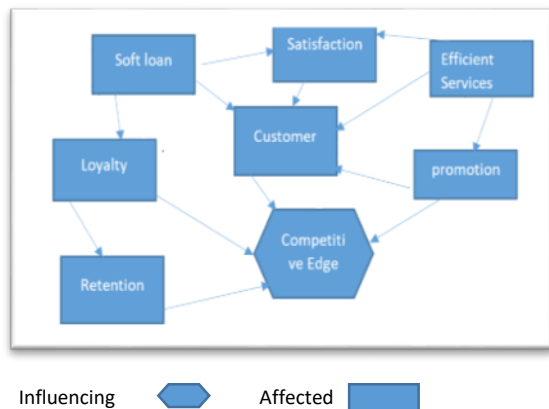 Soft loan
Satisfaction
Efficient
Services
Customer
Loyalty
promotion
Competiti
ve Edge
Retention
Influencing
Affected